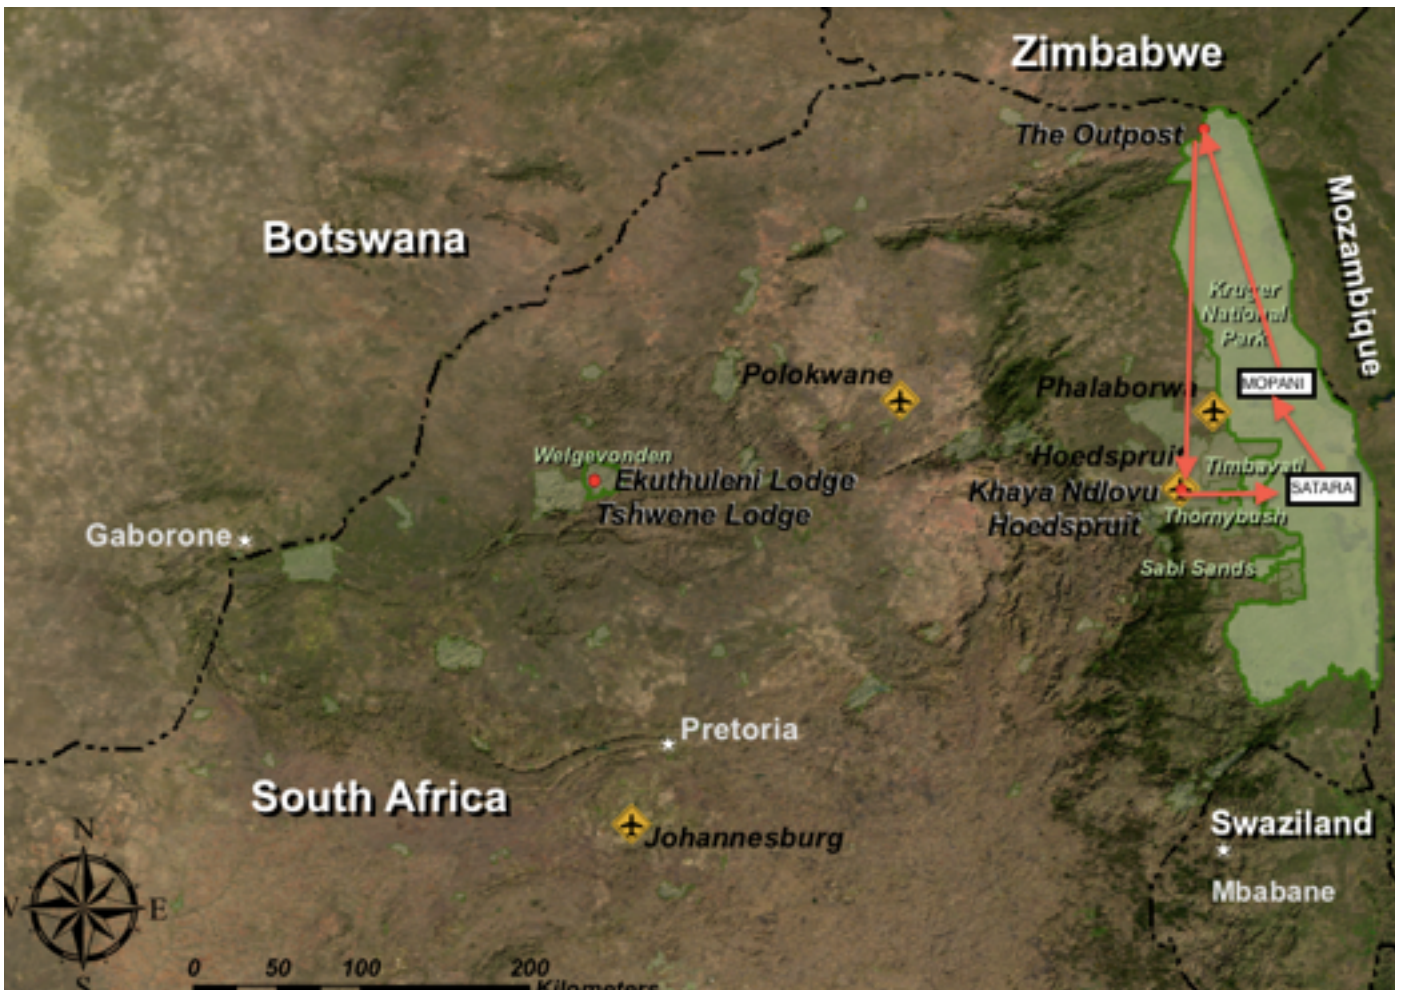 Zimbabwe
The Outpost
Mozambique
Botswana
Kruger
National
Park
Polokwane
Phalaborwa
MOPANI
Welgevonden
Ekuthuleni Lodge
Tshwene Lodge
Hoedspruit
Timbavati
Khaya Ndlovu
SATARA
Hoedspruit
Thornybush
Gaborone
Sabi Sands
Pretoria
South Africa
Johannesburg
Swaziland
Mbabane
N
W E
S
0 50 100 200
Kilometers